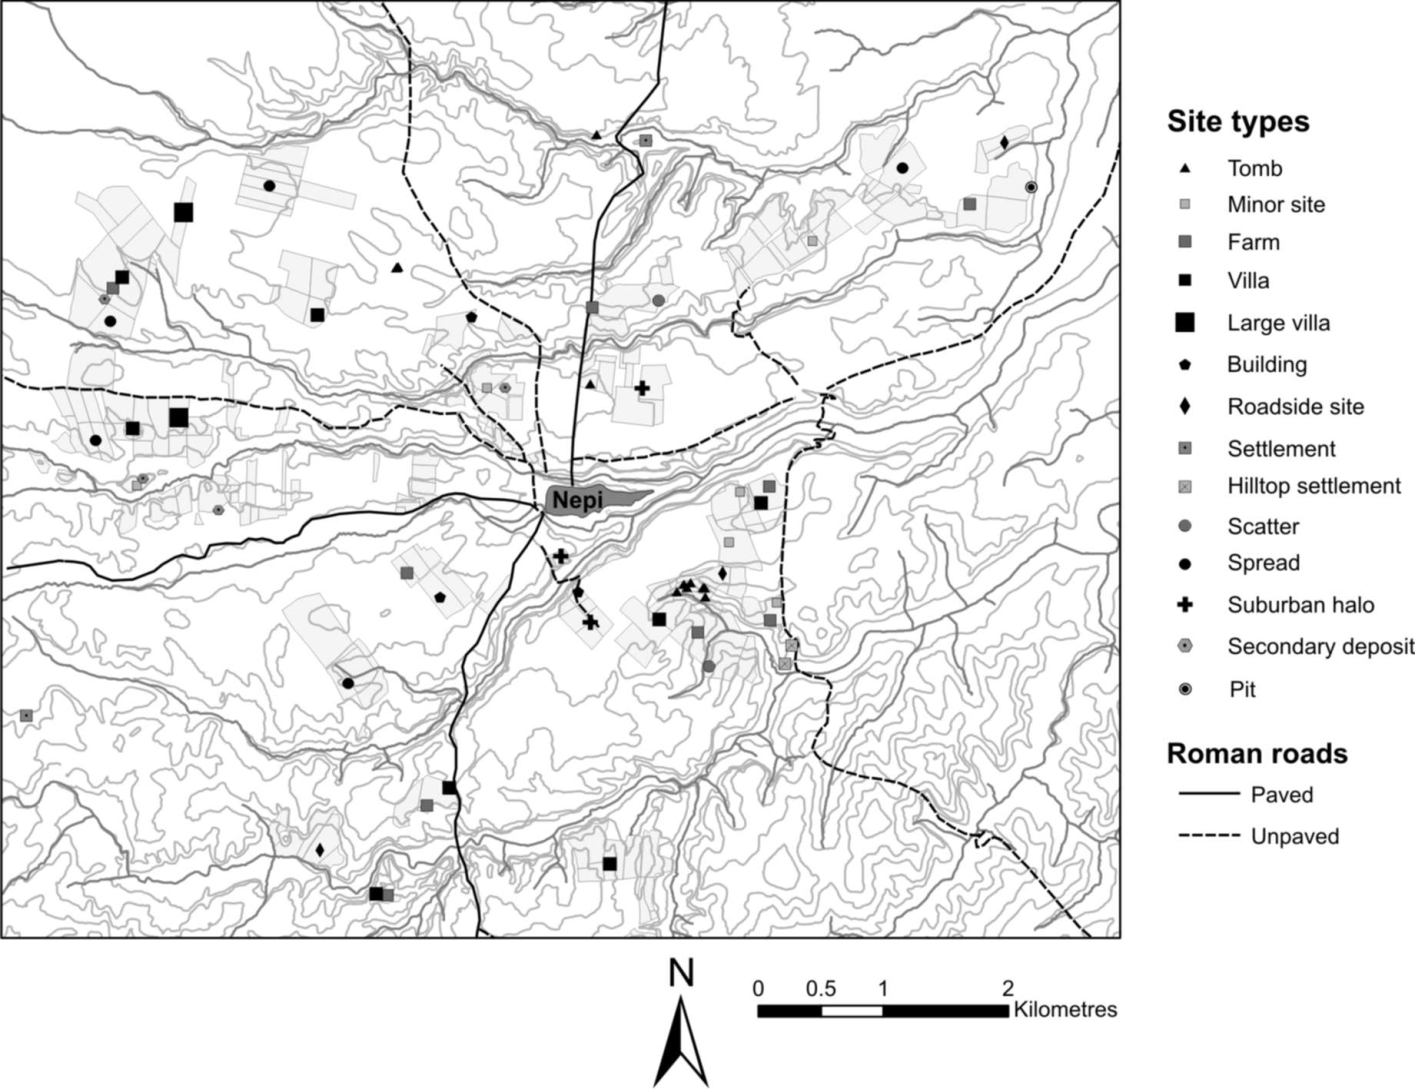 Nepi
Site types
Tomb
Minor site
Farm
Villa
Large villa
Building
Roadside site
Settlement
Hilltop settlement
Scatter
Spread
Suburban halo
Secondary deposit
Pit
Roman roads
Paved
Unpaved
N
0 0.5 1 2
Kilometres